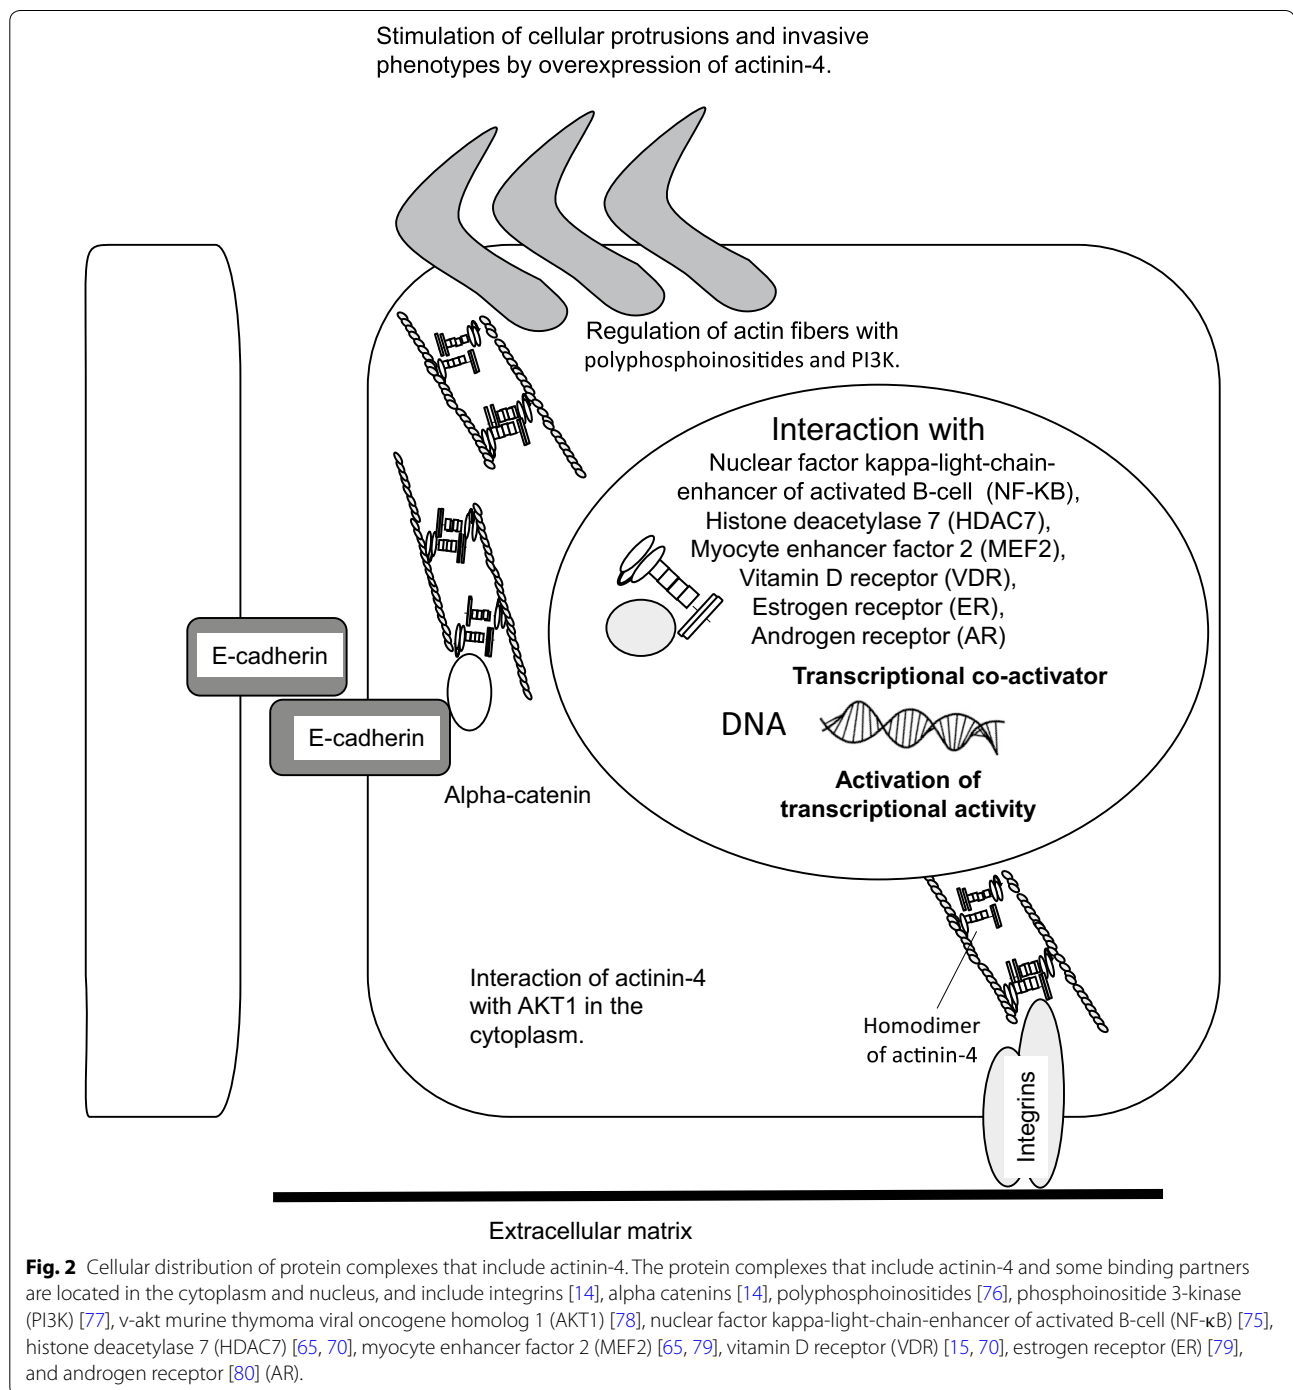 Stimulation of cellular protrusions and invasive
phenotypes by overexpression of actinin-4.
Regulation of actin fibers with
polyphosphoinositides and PI3K.
Interaction with
Nuclear factor kappa-light-chain-
enhancer of activated B-cell (NF-KB),
Histone deacetylase 7 (HDAC7),
Myocyte enhancer factor 2 (MEF2),
Vitamin D receptor (VDR),
Estrogen receptor (ER),
Androgen receptor (AR)
E-cadherin
Transcriptional co-activator
DNA
E-cadherin
Activation of
transcriptional activity
Alpha-catenin
Interaction of actinin-4
with AKT1 in the
cytoplasm.
Homodimer
of actinin-4
Integrins
Extracellular matrix
Fig. 2 Cellular distribution of protein complexes that include actinin-4. The protein complexes that include actinin-4 and some binding partners
are located in the cytoplasm and nucleus, and include integrins [14], alpha catenins [14], polyphosphoinositides [76], phosphoinositide 3-kinase
(PI3K) [77], v-akt murine thymoma viral oncogene homolog 1 (AKT1) [78], nuclear factor kappa-light-chain-enhancer of activated B-cell (NF-κB) [75],
histone deacetylase 7 (HDAC7) [65, 70], myocyte enhancer factor 2 (MEF2) [65, 79], vitamin D receptor (VDR) [15, 70], estrogen receptor (ER) [79],
and androgen receptor [80] (AR).